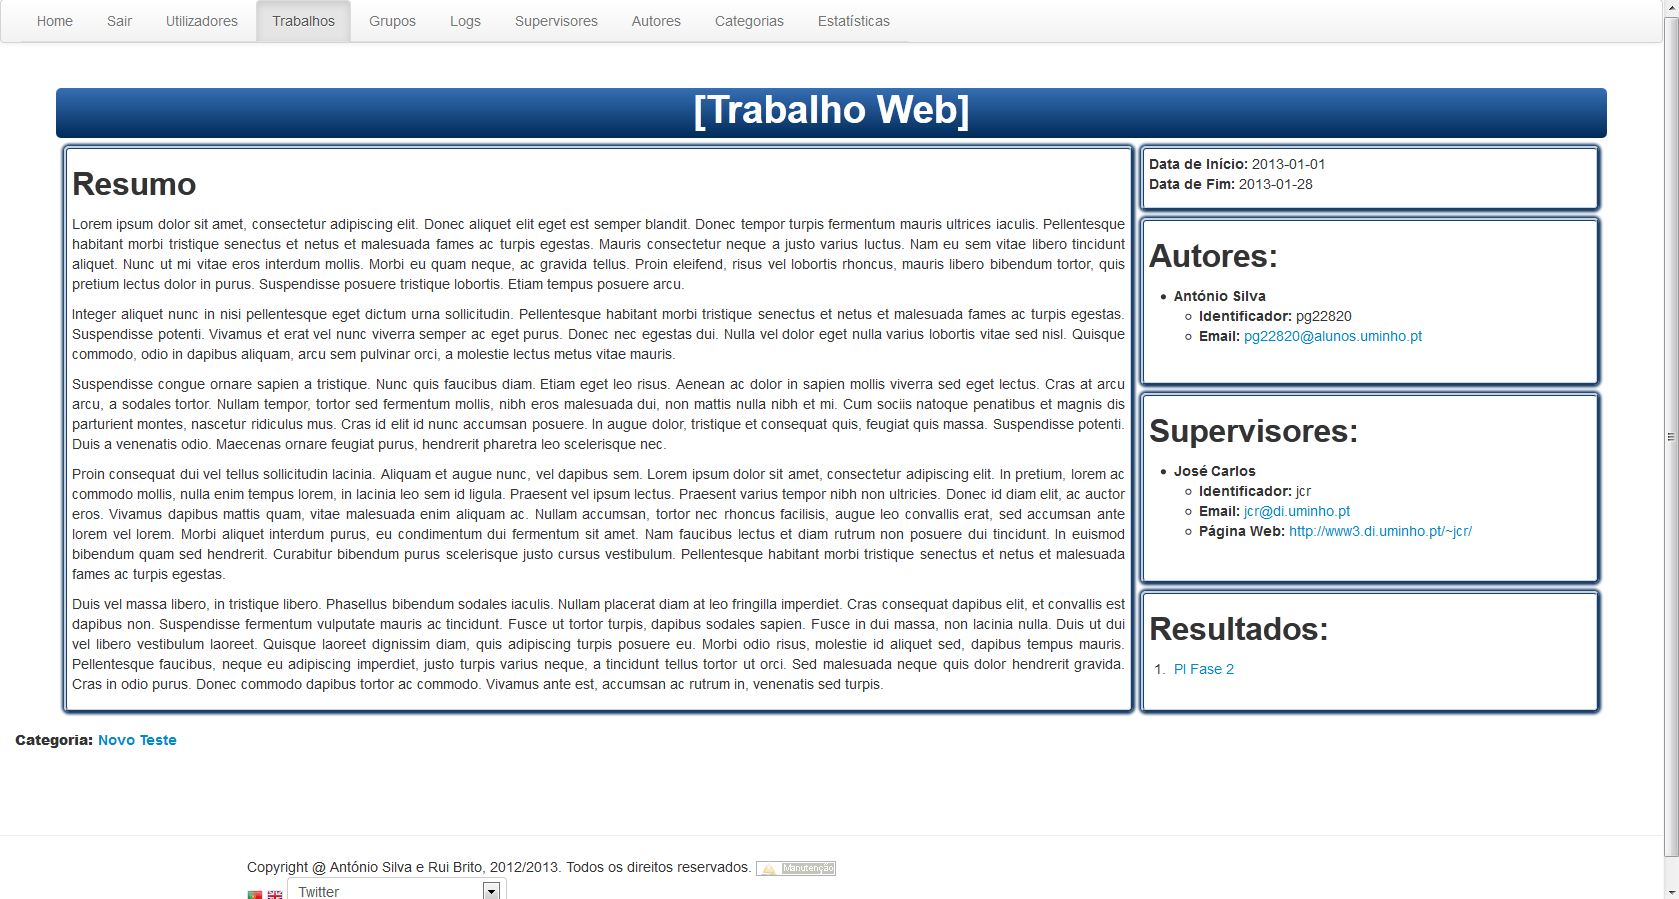 Home Sair Utilizadores Trabalhos Grupos Logs Supervisores Autores Categorias Estatísticas
[Trabalho Web]
Resumo
Lorem ipsum dolor sit amet, consectetur adipiscing elit. Donec aliquet elit eget est semper blandit. Donec tempor turpis fermentum mauris ultrices iaculis. Pellentesque
habitant morbi tristique senectus et netus et malesuada fames ac turpis egestas. Mauris consectetur neque a justo varius luctus. Nam eu sem vitae libero tincidunt
aliquet. Nunc ut mi vitae eros interdum mollis. Morbi eu quam neque, ac gravida tellus. Proin eleifend, risus vel lobortis rhoncus, mauris libero bibendum tortor, quis
pretium lectus dolor in purus. Suspendisse posuere tristique lobortis. Etiam tempus posuere arcu.
Integer aliquet nunc in nisi pellentesque eget dictum urna sollicitudin. Pellentesque habitant morbi tristique senectus et netus et malesuada fames ac turpis egestas.
Suspendisse potenti. Vivamus et erat vel nunc viverra semper ac eget purus. Donec nec egestas dui. Nulla vel dolor eget nulla varius lobortis vitae sed nisl. Quisque
commodo, odio in dapibus aliquam, arcu sem pulvinar orci, a molestie lectus metus vitae mauris.
Suspendisse congue ornare sapien a tristique. Nunc quis faucibus diam. Etiam eget leo risus. Aenean ac dolor in sapien mollis viverra sed eget lectus. Cras at arcu
arcu, a sodales tortor. Nullam tempor, tortor sed fermentum mollis, nibh eros malesuada dui, non mattis nulla nibh et mi. Cum sociis natoque penatibus et magnis dis
parturient montes, nascetur ridiculus mus. Cras id elit id nunc accumsan posuere. In augue dolor, tristique et consequat quis, feugiat quis massa. Suspendisse potenti.
Duis a venenatis odio. Maecenas ornare feugiat purus, hendrerit pharetra leo scelerisque nec.
Proin consequat dui vel tellus sollicitudin lacinia. Aliquam et augue nunc, vel dapibus sem. Lorem ipsum dolor sit amet, consectetur adipiscing elit. In pretium, lorem ac
commodo mollis, nulla enim tempus lorem, in lacinia leo sem id ligula. Praesent vel ipsum lectus. Praesent varius tempor nibh non ultricies. Donec id diam elit, ac auctor
eros. Vivamus dapibus mattis quam, vitae malesuada enim aliquam ac. Nullam accumsan, tortor nec rhoncus facilisis, augue leo convallis erat, sed accumsan ante
lorem vel lorem. Morbi aliquet interdum purus, eu condimentum dui fermentum sit amet. Nam faucibus lectus et diam rutrum non posuere dui tincidunt. In euismod
bibendum quam sed hendrerit. Curabitur bibendum purus scelerisque justo cursus vestibulum. Pellentesque habitant morbi tristique senectus et netus et malesuada
fames ac turpis egestas.
Duis vel massa libero, in tristique libero. Phasellus bibendum sodales iaculis. Nullam placerat diam at leo fringilla imperdiet. Cras consequat dapibus elit, et convallis est
dapibus non. Suspendisse fermentum vulputate mauris ac tincidunt. Fusce ut tortor turpis, dapibus sodales sapien. Fusce in dui massa, non lacinia nulla. Duis ut dui
vel libero vestibulum laoreet. Quisque laoreet dignissim diam, quis adipiscing turpis posuere eu. Morbi odio risus, molestie id aliquet sed, dapibus tempus mauris.
Pellentesque faucibus, neque eu adipiscing imperdiet, justo turpis varius neque, a tincidunt tellus tortor ut orci. Sed malesuada neque quis dolor hendrerit gravida.
Cras in odio purus. Donec commodo dapibus tortor ac commodo. Vivamus ante est, accumsan ac rutrum in, venenatis sed turpis.
Data de Início: 2013-01-01
Data de Fim: 2013-01-28
Autores:
António Silva
Identificador: pg22820
Email: pg22820@alunos.uminho.pt
Supervisores:
José Carlos
Identificador: jcr
Email: jcr@di.uminho.pt
Página Web: http://www3.di.uminho.pt/~jcr/
Resultados:
1. PI Fase 2
Categoria: Novo Teste
Copyright @ António Silva e Rui Brito, 2012/2013. Todos os direitos reservados. Manutenção
Twitter